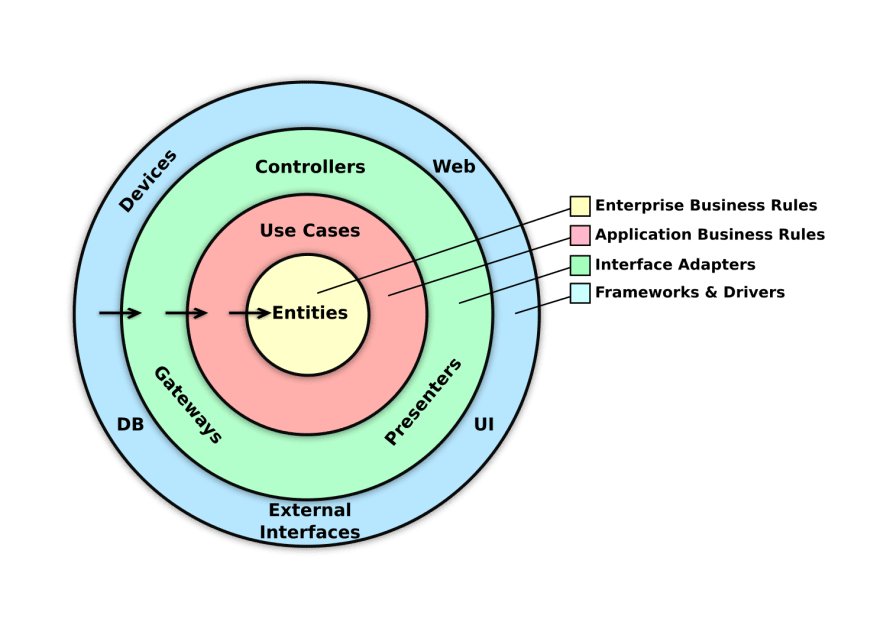 Devices
Controllers
Web
Use Cases
Entities
Gateways
Presenters
DB
UI
External
Interfaces
Enterprise Business Rules
Application Business Rules
Interface Adapters
Frameworks & Drivers